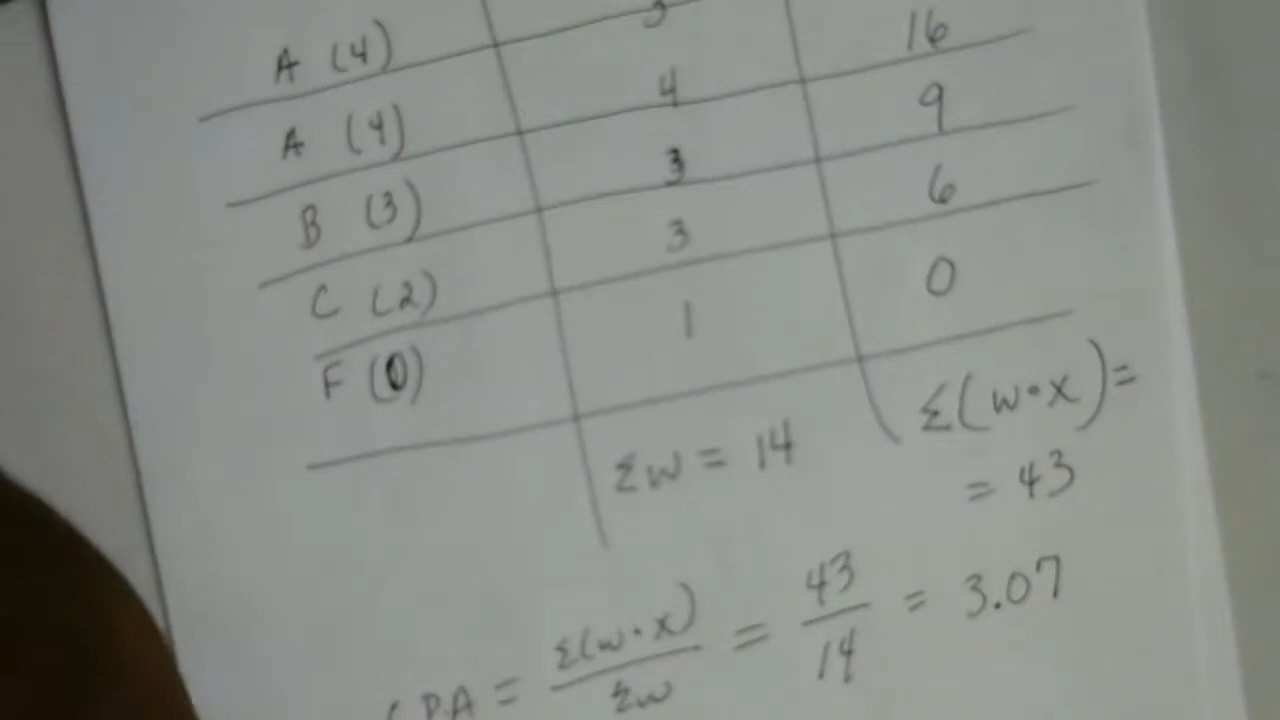 A (4) 16
A (4) 4 9
B (3) 3 6
C (2) 3 0
F (0) 1
Σw = 14 Σ(w·x) =
= 43
GPA = Σ(w·x) / Σw = 43 / 14 = 3.07